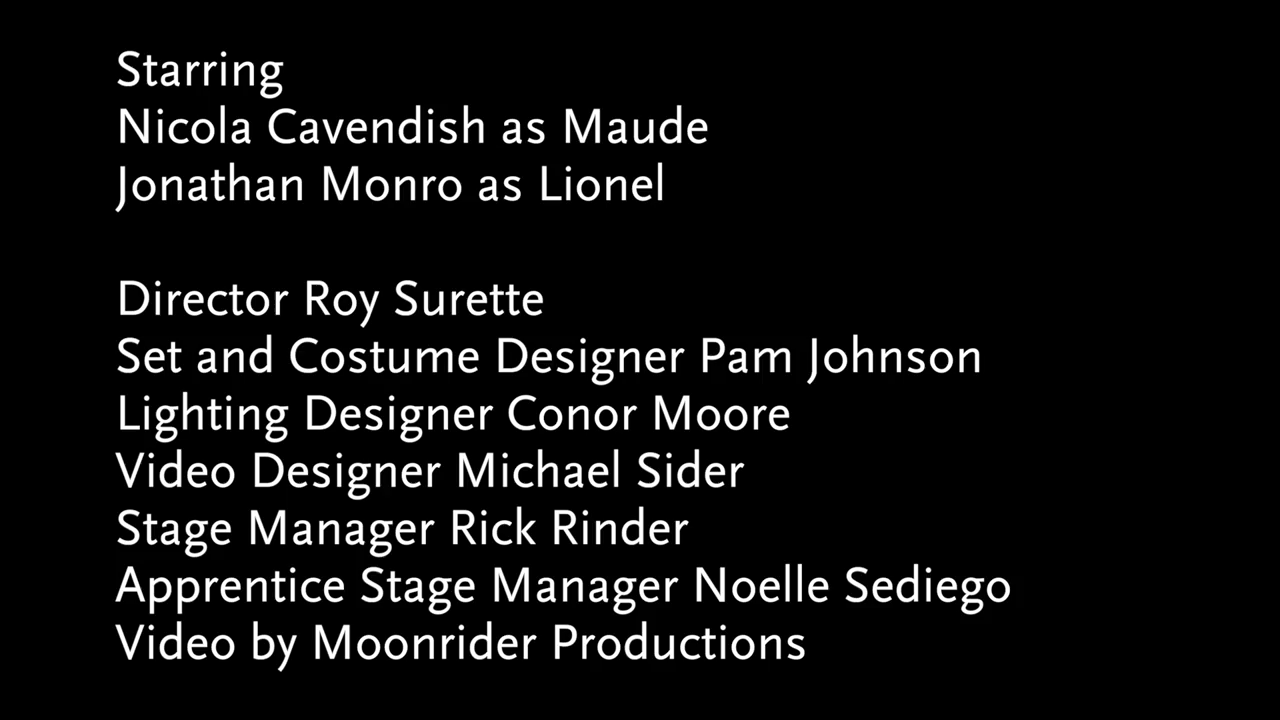 Starring
Nicola Cavendish as Maude
Jonathan Monro as Lionel
Director Roy Surette
Set and Costume Designer Pam Johnson
Lighting Designer Conor Moore
Video Designer Michael Sider
Stage Manager Rick Rinder
Apprentice Stage Manager Noelle Sediego
Video by Moonrider Productions